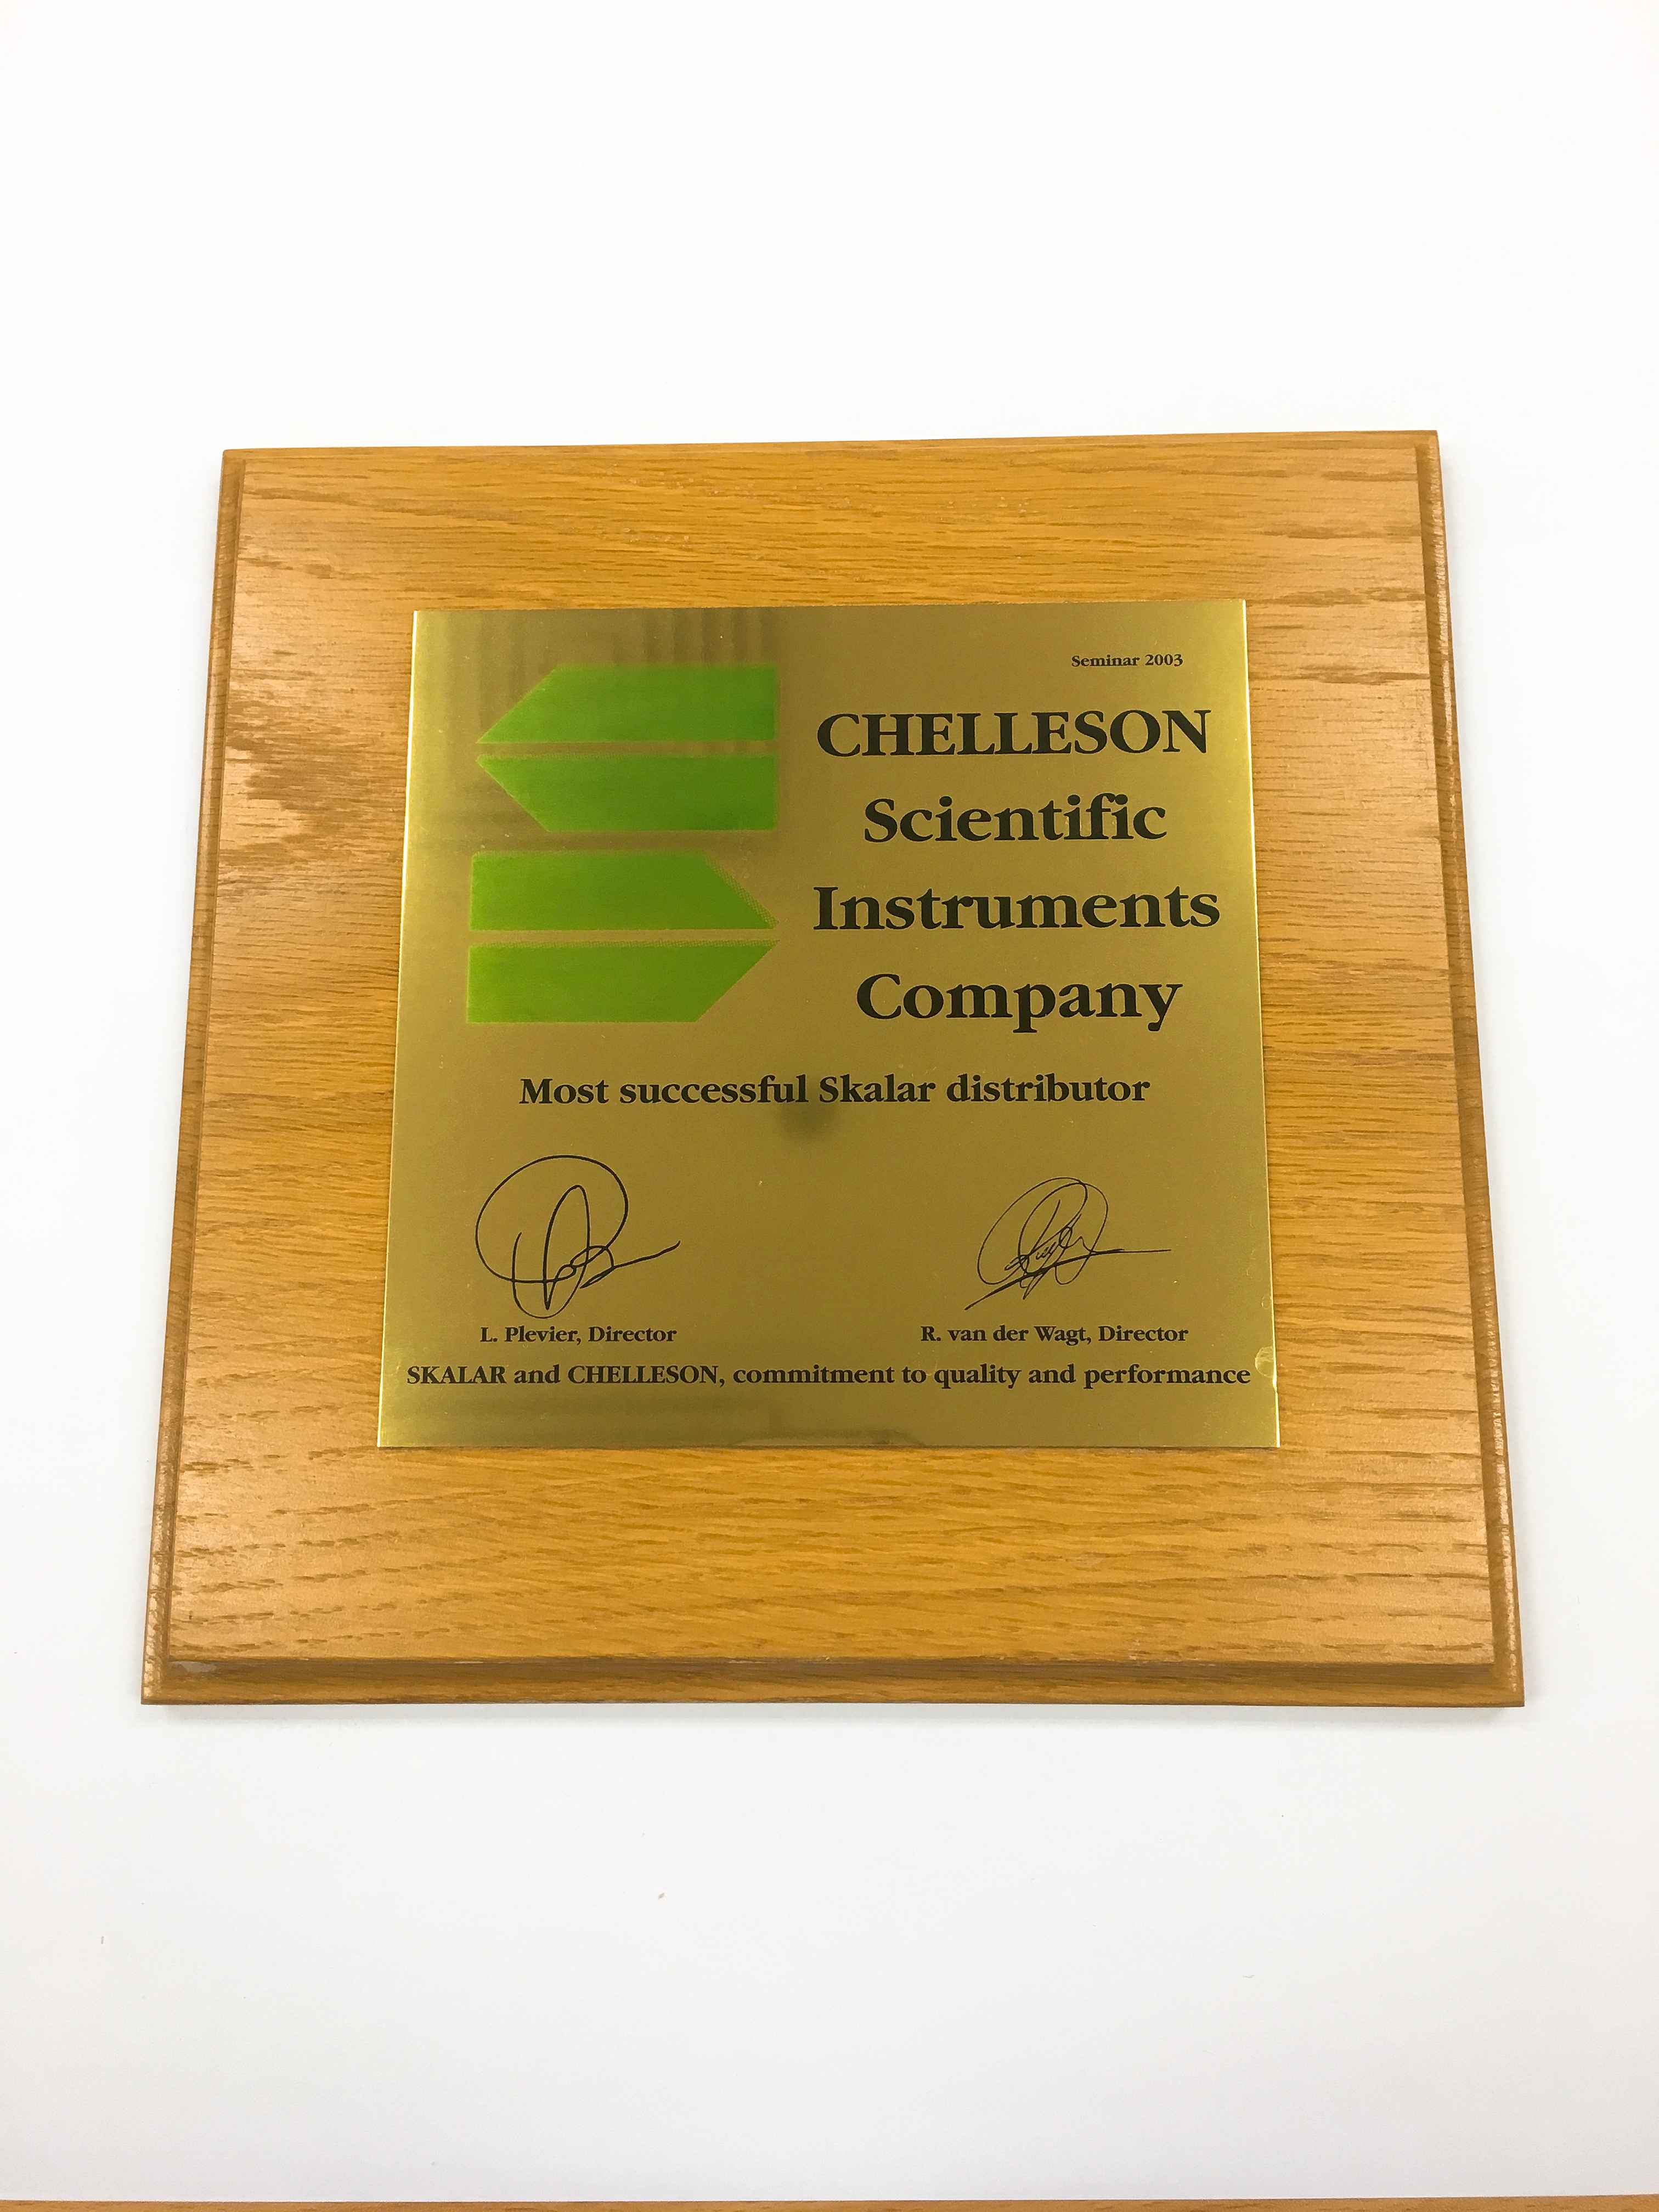 Seminar 2003
CHELLESON
Scientific
Instruments
Company
Most successful Skalar distributor
L. Plevier, Director
R. van der Wagt, Director
SKALAR and CHELLESON, commitment to quality and performance